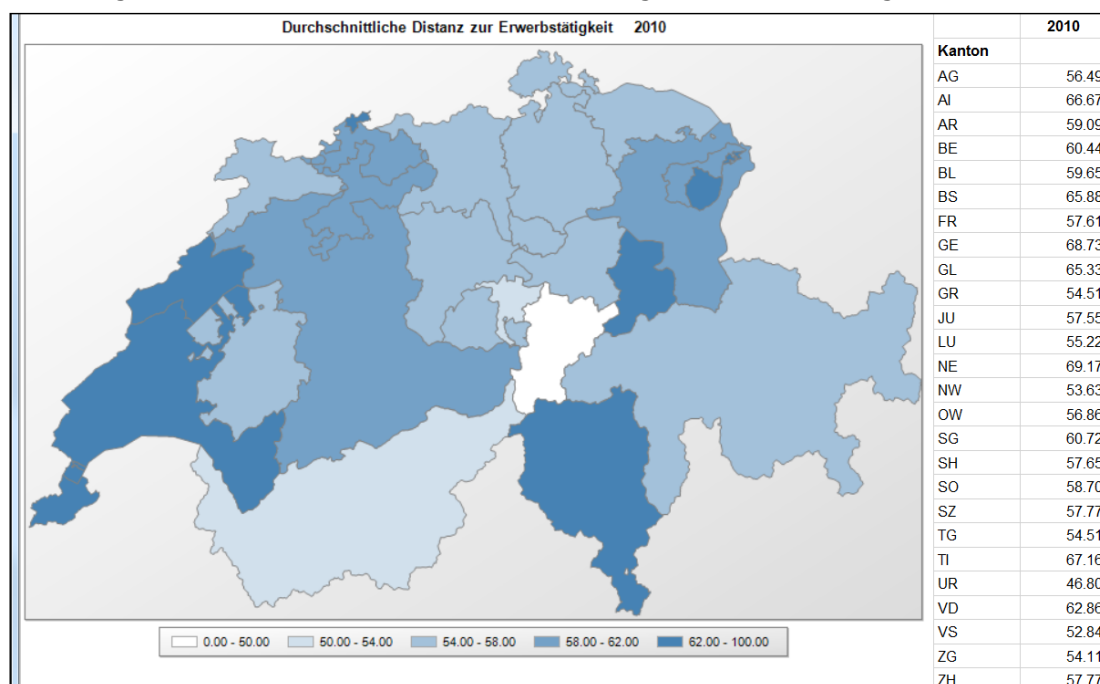 Durchschnittliche Distanz zur Erwerbstätigkeit 2010
0.00 - 50.00 50.00 - 54.00 54.00 - 58.00 58.00 - 62.00 62.00 - 100.00
2010
Kanton
AG 56.49
AI 66.67
AR 59.09
BE 60.44
BL 59.65
BS 65.88
FR 57.61
GE 68.73
GL 65.33
GR 54.51
JU 57.55
LU 55.22
NE 69.17
NW 53.63
OW 56.86
SG 60.72
SH 57.65
SO 58.70
SZ 57.77
TG 54.51
TI 67.16
UR 46.80
VD 62.86
VS 52.84
ZG 54.11
ZH 57.77